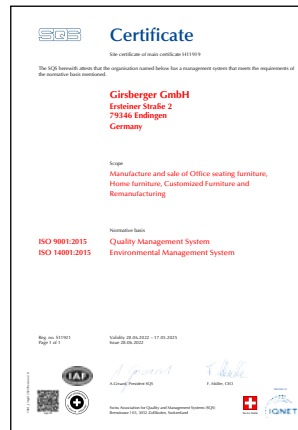 SQS
Certificate
Site certificate of main certificate H11919
The SQS herewith attests that the organisation named below has a management system that meets the requirements of
the normative basis mentioned.
Girsberger GmbH
Ersteiner Straße 2
79346 Endingen
Germany
Scope
Manufacture and sale of Office seating furniture,
Home furniture, Customized Furniture and
Remanufacturing
Normative basis
ISO 9001:2015 Quality Management System
ISO 14001:2015 Environmental Management System
Reg. no. H11921
Page 1 of 1
Validity 28.06.2022 – 17.03.2025
Issue 28.06.2022
IAF
A. Grisard, President SQS
F. Müller, CEO
Swiss Association for Quality and Management Systems (SQS)
Bernstrasse 103, 3052 Zollikofen, Switzerland
IQNET